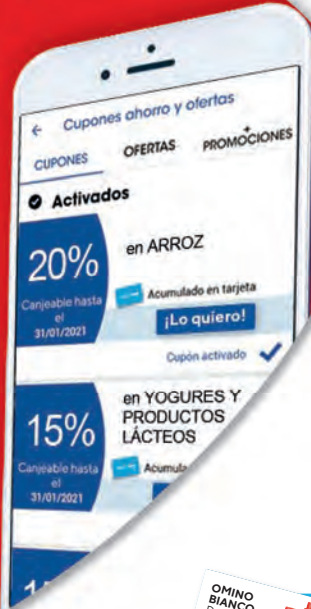 ← Cupones ahorro y ofertas
CUPONES OFERTAS + PROMOCIONES
Activados
20%
Canjeable hasta
el
31/01/2021
en ARROZ
Acumulado en tarjeta
¡Lo quiero!
Cupón activado
15%
Canjeable hasta
el
31/01/2021
en YOGURES Y
PRODUCTOS
LÁCTEOS
OMINO
BIANCO